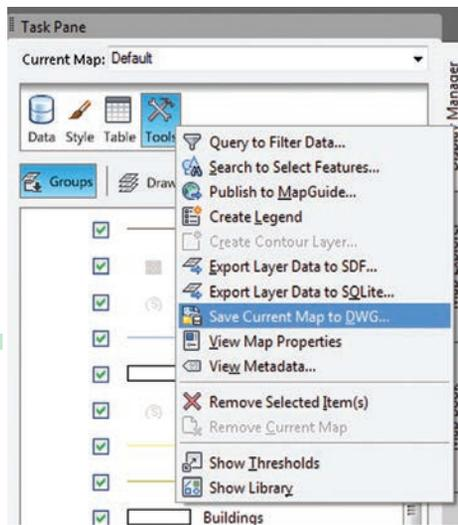 Task Pane
Current Map: Default
Data Style Table Tools
Groups Draw
Query to Filter Data...
Search to Select Features...
Publish to MapGuide...
Create Legend
Create Contour Layer...
Export Layer Data to SDF...
Export Layer Data to SQLite...
Save Current Map to DWG...
View Map Properties
View Metadata...
Remove Selected Item(s)
Remove Current Map
Show Thresholds
Show Library
(S)
(S)
Buildings
Manager